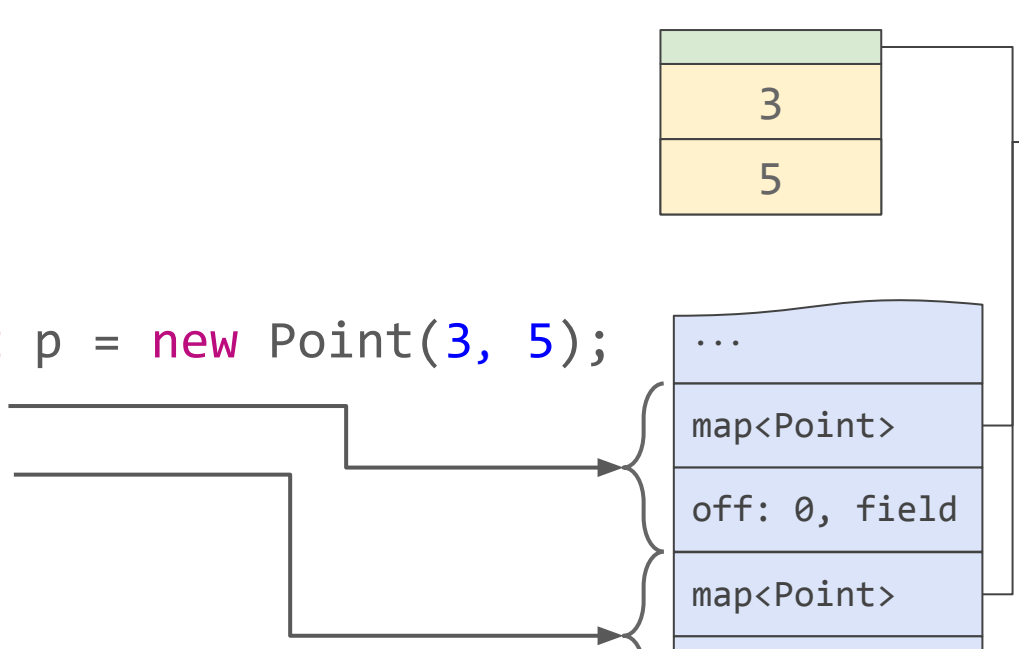 3
5
p = new Point(3, 5);
...
map<Point>
off: 0, field
map<Point>